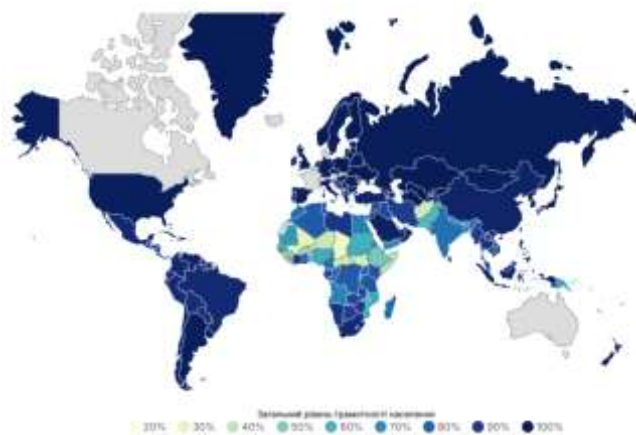 Загальний рівень грамотності населення
20% 30% 40% 50% 60% 70% 80% 90% 100%